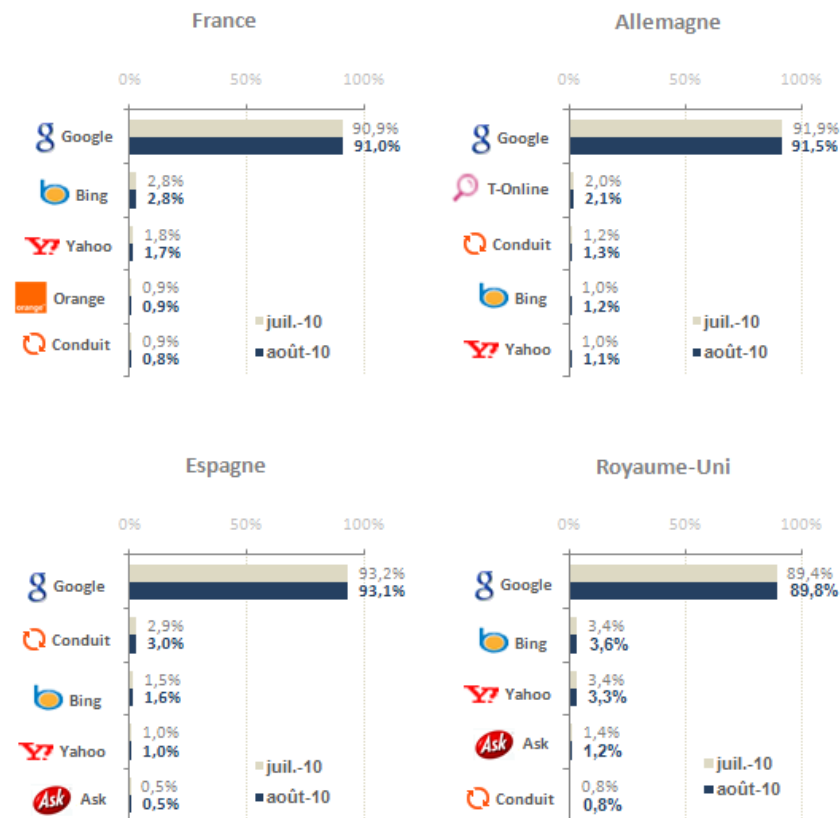 France
0% 50% 100%
Google 90,9%
91,0%
Bing 2,8%
2,8%
Yahoo 1,8%
1,7%
orange Orange 0,9%
0,9%
Conduit 0,9%
0,8%
juil.-10
août-10
Allemagne
0% 50% 100%
Google 91,9%
91,5%
T-Online 2,0%
2,1%
Conduit 1,2%
1,3%
Bing 1,0%
1,2%
Yahoo 1,0%
1,1%
juil.-10
août-10
Espagne
0% 50% 100%
Google 93,2%
93,1%
Conduit 2,9%
3,0%
Bing 1,5%
1,6%
Yahoo 1,0%
1,0%
Ask Ask 0,5%
0,5%
juil.-10
août-10
Royaume-Uni
0% 50% 100%
Google 89,4%
89,8%
Bing 3,4%
3,6%
Yahoo 3,4%
3,3%
Ask Ask 1,4%
1,2%
Conduit 0,8%
0,8%
juil.-10
août-10